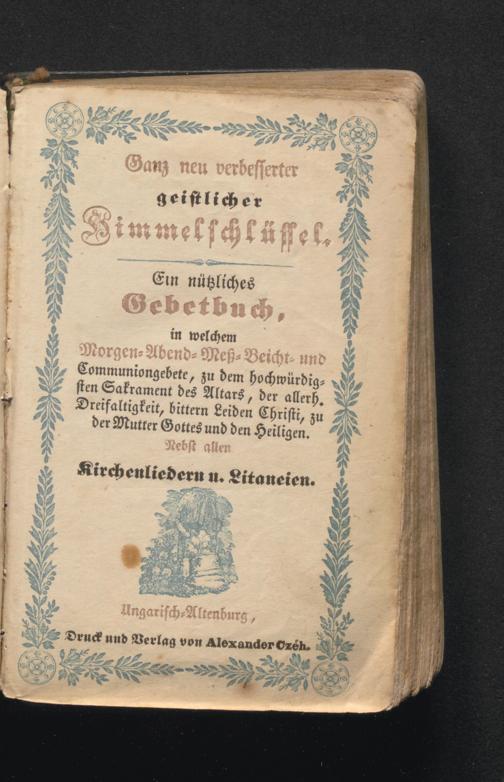 Ganz neu verbesserter
geistlicher
Himmelschlüssel.
Ein nützliches
Gebetbuch,
in welchem
Morgen-Abend-Meß-Beicht- und
Communiongebete, zu dem hochwürdig-
sten Sakrament des Altars, der allerh.
Dreifaltigkeit, bittern Leiden Christi, zu
der Mutter Gottes und den Heiligen.
Nebst allen
Kirchenliedern u. Litaneien.
Ungarisch-Altenburg,
Druck und Verlag von Alexander Czéh.